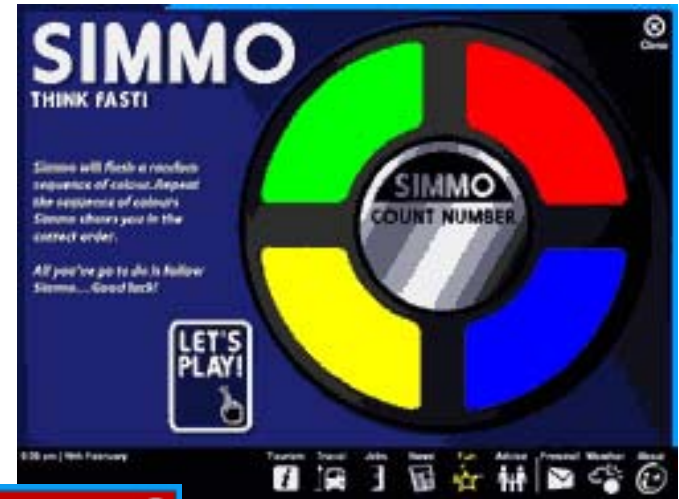 SIMMO
Close
THINK FAST!
Simmo will flash a random
sequence of colour. Repeat
the sequence of colours
Simmo shows you in the
correct order.
All you've go to do is follow
Simmo.... Good luck!
SIMMO
COUNT NUMBER
LET'S
PLAY!
Tourism Travel Jobs News Fun Advice Personal Weather About